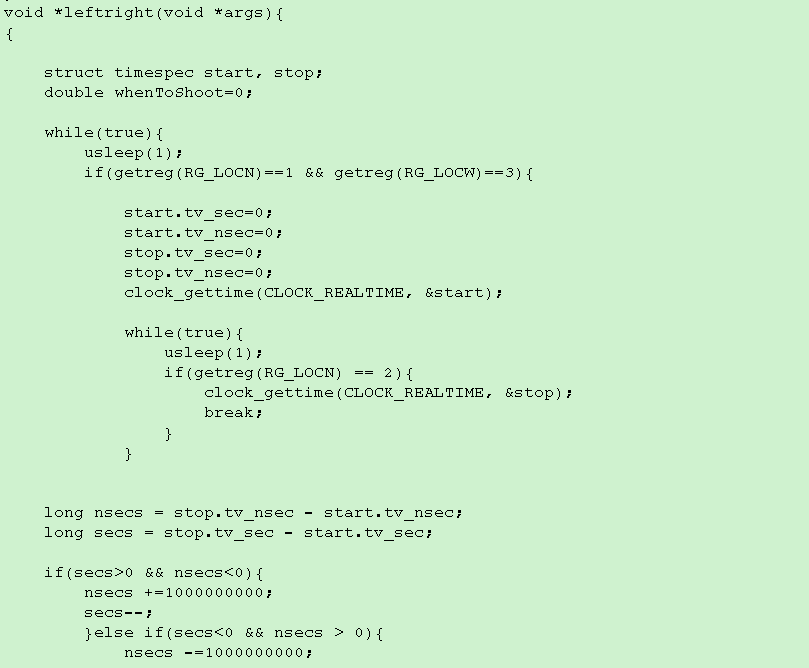 void *leftright(void *args){
{
struct timespec start, stop;
double whenToShoot=0;
while(true){
usleep(1);
if(getreg(RG_LOCN)==1 && getreg(RG_LOCW)==3){
start.tv_sec=0;
start.tv_nsec=0;
stop.tv_sec=0;
stop.tv_nsec=0;
clock_gettime(CLOCK_REALTIME, &start);
while(true){
usleep(1);
if(getreg(RG_LOCN) == 2){
clock_gettime(CLOCK_REALTIME, &stop);
break;
}
}
long nsecs = stop.tv_nsec - start.tv_nsec;
long secs = stop.tv_sec - start.tv_sec;
if(secs>0 && nsecs<0){
nsecs +=1000000000;
secs--;
}else if(secs<0 && nsecs > 0){
nsecs -=1000000000;